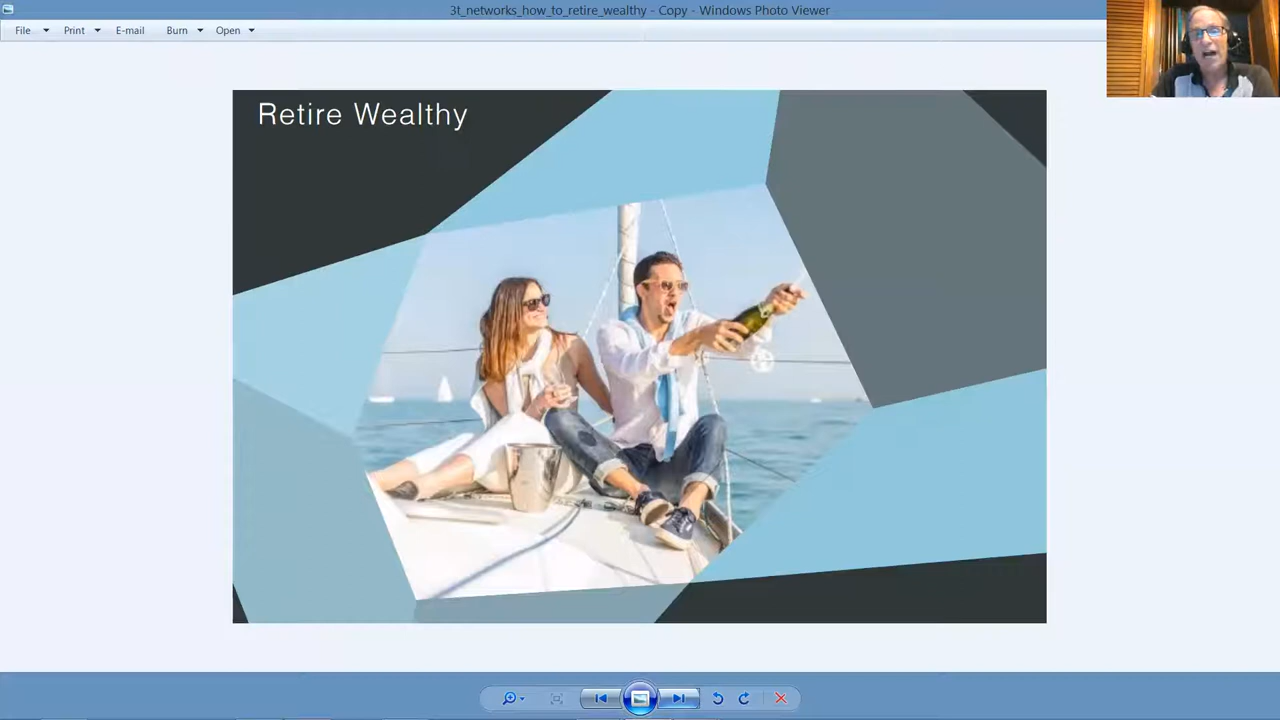 3t_networks_how_to_retire_wealthy - Copy - Windows Photo Viewer
File Print E-mail Burn Open
Retire Wealthy